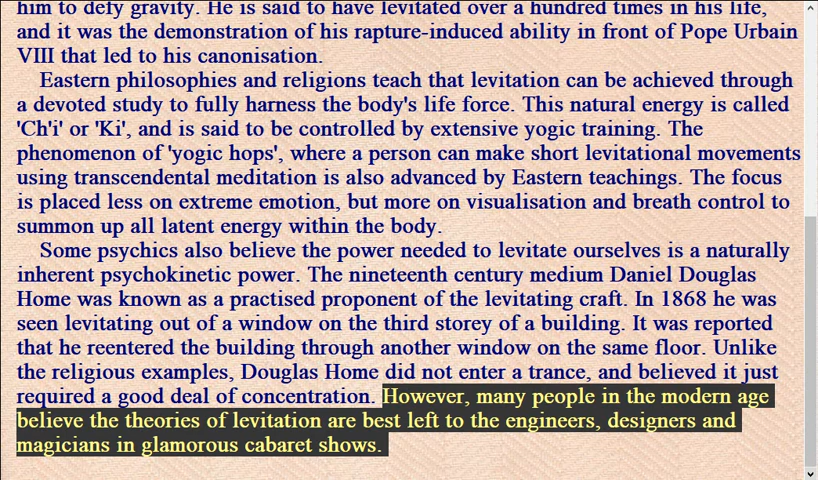 him to defy gravity. He is said to have levitated over a hundred times in his life,
and it was the demonstration of his rapture-induced ability in front of Pope Urbain
VIII that led to his canonisation.
Eastern philosophies and religions teach that levitation can be achieved through
a devoted study to fully harness the body's life force. This natural energy is called
'Ch'i' or 'Ki', and is said to be controlled by extensive yogic training. The
phenomenon of 'yogic hops', where a person can make short levitational movements
using transcendental meditation is also advanced by Eastern teachings. The focus
is placed less on extreme emotion, but more on visualisation and breath control to
summon up all latent energy within the body.
Some psychics also believe the power needed to levitate ourselves is a naturally
inherent psychokinetic power. The nineteenth century medium Daniel Douglas
Home was known as a practised proponent of the levitating craft. In 1868 he was
seen levitating out of a window on the third storey of a building. It was reported
that he reentered the building through another window on the same floor. Unlike
the religious examples, Douglas Home did not enter a trance, and believed it just
required a good deal of concentration. However, many people in the modern age
believe the theories of levitation are best left to the engineers, designers and
magicians in glamorous cabaret shows.